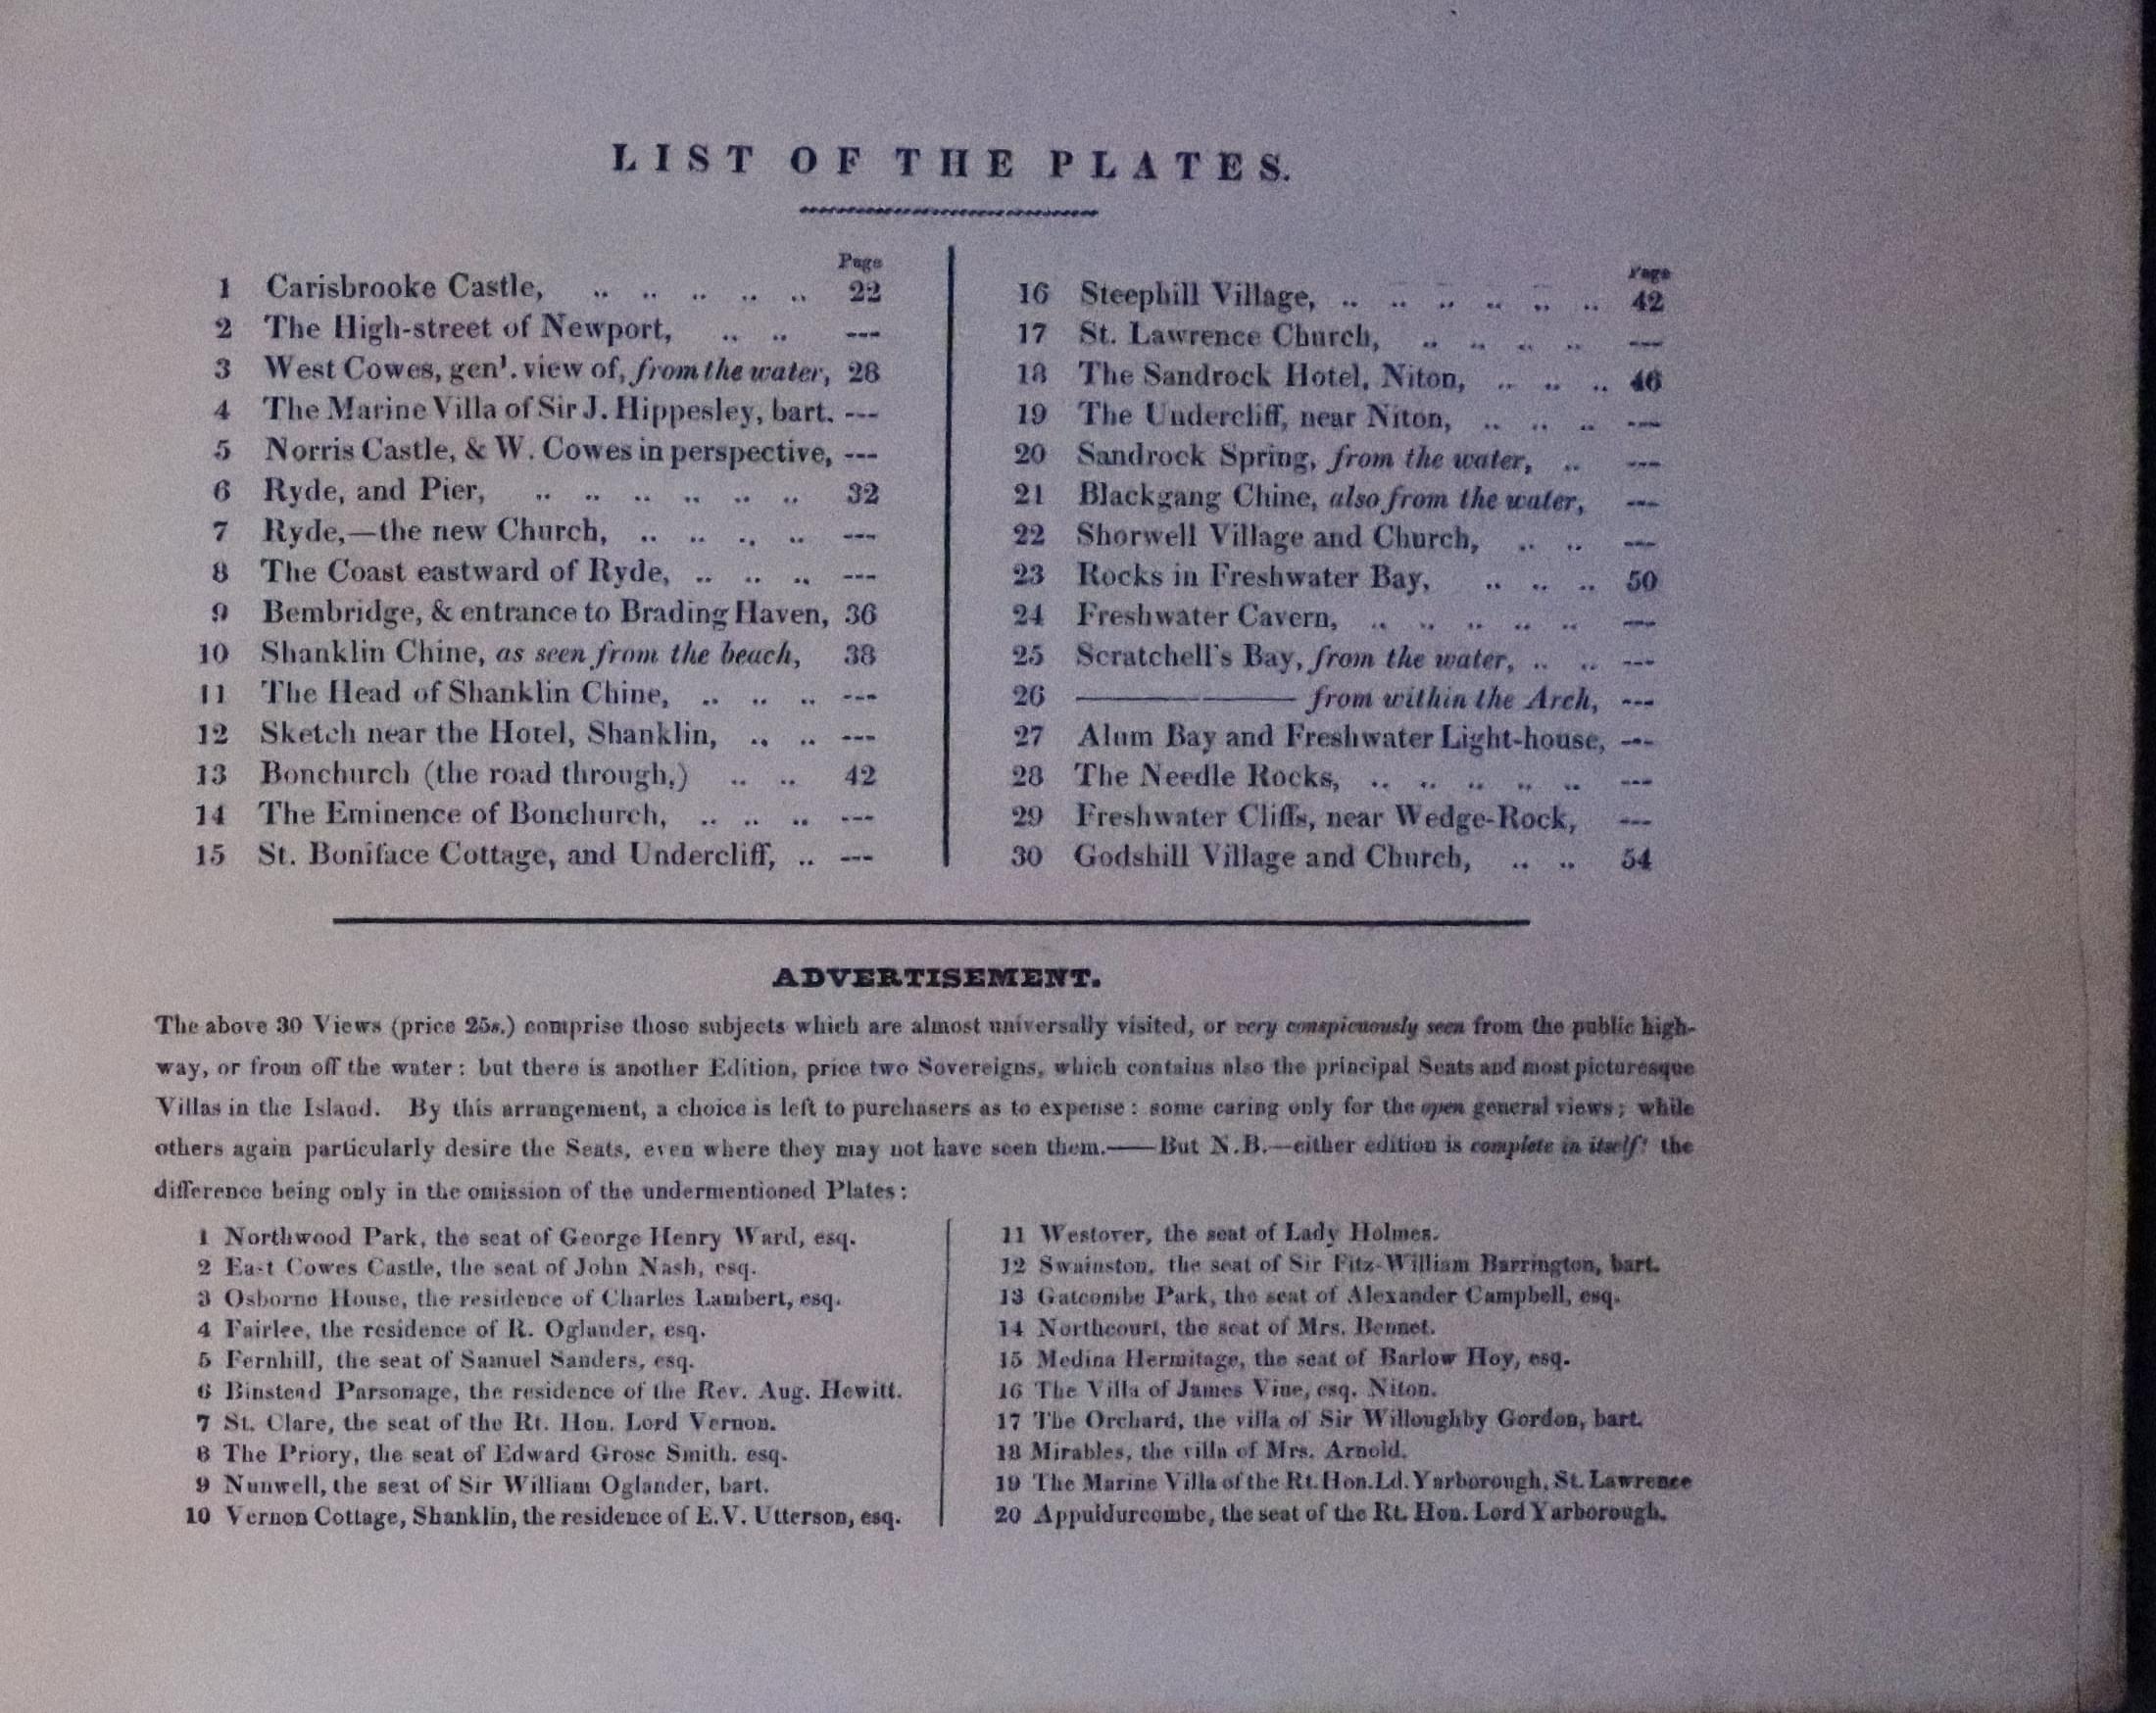 LIST OF THE PLATES.
Page
1 Carisbrooke Castle, .. .. .. .. .. 22
2 The High-street of Newport, .. .. ---
3 West Cowes, gen'. view of, from the water, 28
4 The Marine Villa of Sir J. Hippesley, bart. ---
5 Norris Castle, & W. Cowes in perspective, ---
6 Ryde, and Pier, .. .. .. .. .. .. 32
7 Ryde,—the new Church, .. .. .. .. ---
8 The Coast eastward of Ryde, .. .. .. ---
9 Bembridge, & entrance to Brading Haven, 36
10 Shanklin Chine, as seen from the beach, 38
11 The Head of Shanklin Chine, .. .. .. ---
12 Sketch near the Hotel, Shanklin, .. .. ---
13 Bonchurch (the road through,) .. .. 42
14 The Eminence of Bonchurch, .. .. .. ---
15 St. Boniface Cottage, and Undercliff, .. ---
Page
16 Steephill Village, .. .. .. .. .. .. 42
17 St. Lawrence Church, .. .. .. .. ---
18 The Sandrock Hotel, Niton, .. .. .. 46
19 The Undercliff, near Niton, .. .. .. ---
20 Sandrock Spring, from the water, .. ---
21 Blackgang Chine, also from the water, ---
22 Shorwell Village and Church, .. .. ---
23 Rocks in Freshwater Bay, .. .. .. 50
24 Freshwater Cavern, .. .. .. .. .. ---
25 Scratchell's Bay, from the water, .. .. ---
26 ———— from within the Arch, ---
27 Alum Bay and Freshwater Light-house, ---
28 The Needle Rocks, .. .. .. .. .. ---
29 Freshwater Cliffs, near Wedge-Rock, ---
30 Godshill Village and Church, .. .. 54
ADVERTISEMENT.
The above 30 Views (price 25s.) comprise those subjects which are almost universally visited, or very conspicuously seen from the public high-
way, or from off the water: but there is another Edition, price two Sovereigns, which contains also the principal Seats and most picturesque
Villas in the Island. By this arrangement, a choice is left to purchasers as to expense: some caring only for the open general views; while
others again particularly desire the Seats, even where they may not have seen them.——But N.B.—either edition is complete in itself: the
difference being only in the omission of the undermentioned Plates:
1 Northwood Park, the seat of George Henry Ward, esq.
2 East Cowes Castle, the seat of John Nash, esq.
3 Osborne House, the residence of Charles Lambert, esq.
4 Fairlee, the residence of R. Oglander, esq.
5 Fernhill, the seat of Samuel Sanders, esq.
6 Binstead Parsonage, the residence of the Rev. Aug. Hewitt.
7 St. Clare, the seat of the Rt. Hon. Lord Vernon.
8 The Priory, the seat of Edward Grose Smith. esq.
9 Nunwell, the seat of Sir William Oglander, bart.
10 Vernon Cottage, Shanklin, the residence of E.V. Utterson, esq.
11 Westover, the seat of Lady Holmes.
12 Swainston, the seat of Sir Fitz-William Barrington, bart.
13 Gatcombe Park, the seat of Alexander Campbell, esq.
14 Northcourt, the seat of Mrs. Bennet.
15 Medina Hermitage, the seat of Barlow Hoy, esq.
16 The Villa of James Vine, esq. Niton.
17 The Orchard, the villa of Sir Willoughby Gordon, bart.
18 Mirables, the villa of Mrs. Arnold.
19 The Marine Villa of the Rt. Hon. Ld. Yarborough, St. Lawrence
20 Appuldurcombe, the seat of the Rt. Hon. Lord Yarborough.